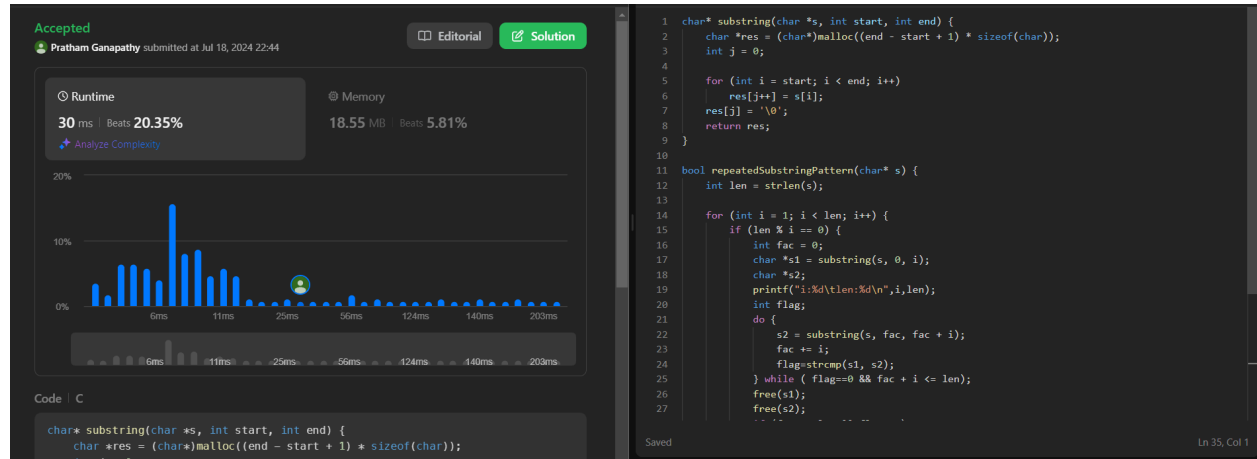 Accepted
Pratham Ganapathy submitted at Jul 18, 2024 22:44
Editorial
Solution
Runtime
30 ms | Beats 20.35%
Analyze Complexity
Memory
18.55 MB | Beats 5.81%
20%
10%
0%
6ms 11ms 25ms 56ms 124ms 140ms 203ms
6ms 11ms 25ms 56ms 124ms 140ms 203ms
Code | C
char* substring(char *s, int start, int end) {
char *res = (char*)malloc((end - start + 1) * sizeof(char));
1 char* substring(char *s, int start, int end) {
2 char *res = (char*)malloc((end - start + 1) * sizeof(char));
3 int j = 0;
4
5 for (int i = start; i < end; i++)
6 res[j++] = s[i];
7 res[j] = '\0';
8 return res;
9 }
10
11 bool repeatedSubstringPattern(char* s) {
12 int len = strlen(s);
13
14 for (int i = 1; i < len; i++) {
15 if (len % i == 0) {
16 int fac = 0;
17 char *s1 = substring(s, 0, i);
18 char *s2;
19 printf("i:%d\tlen:%d\n",i,len);
20 int flag;
21 do {
22 s2 = substring(s, fac, fac + i);
23 fac += i;
24 flag=strcmp(s1, s2);
25 } while ( flag==0 && fac + i <= len);
26 free(s1);
27 free(s2);
Saved
Ln 35, Col 1